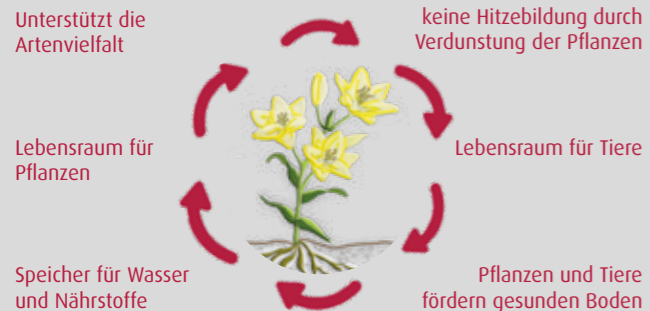 Unterstützt die
Artenvielfalt
keine Hitzebildung durch
Verdunstung der Pflanzen
Lebensraum für
Pflanzen
Lebensraum für Tiere
Speicher für Wasser
und Nährstoffe
Pflanzen und Tiere
fördern gesunden Boden